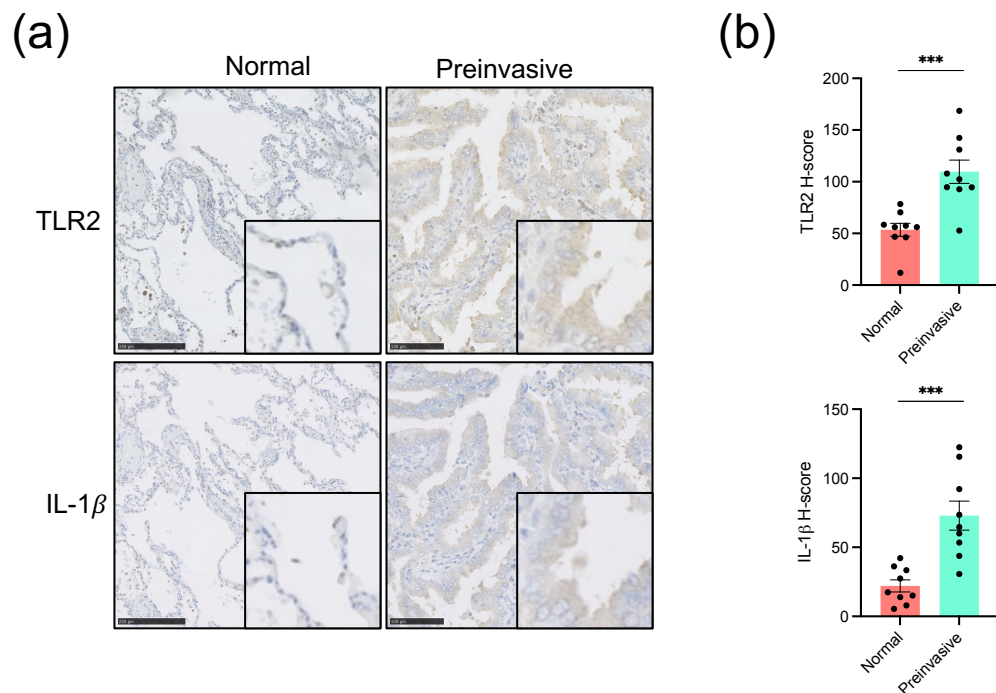 (a)
Normal
Preinvasive
TLR2
IL-1β
(b)
***
TLR2 H-score
200
150
100
50
0
Normal
Preinvasive
***
IL-1β H-score
150
100
50
0
Normal
Preinvasive